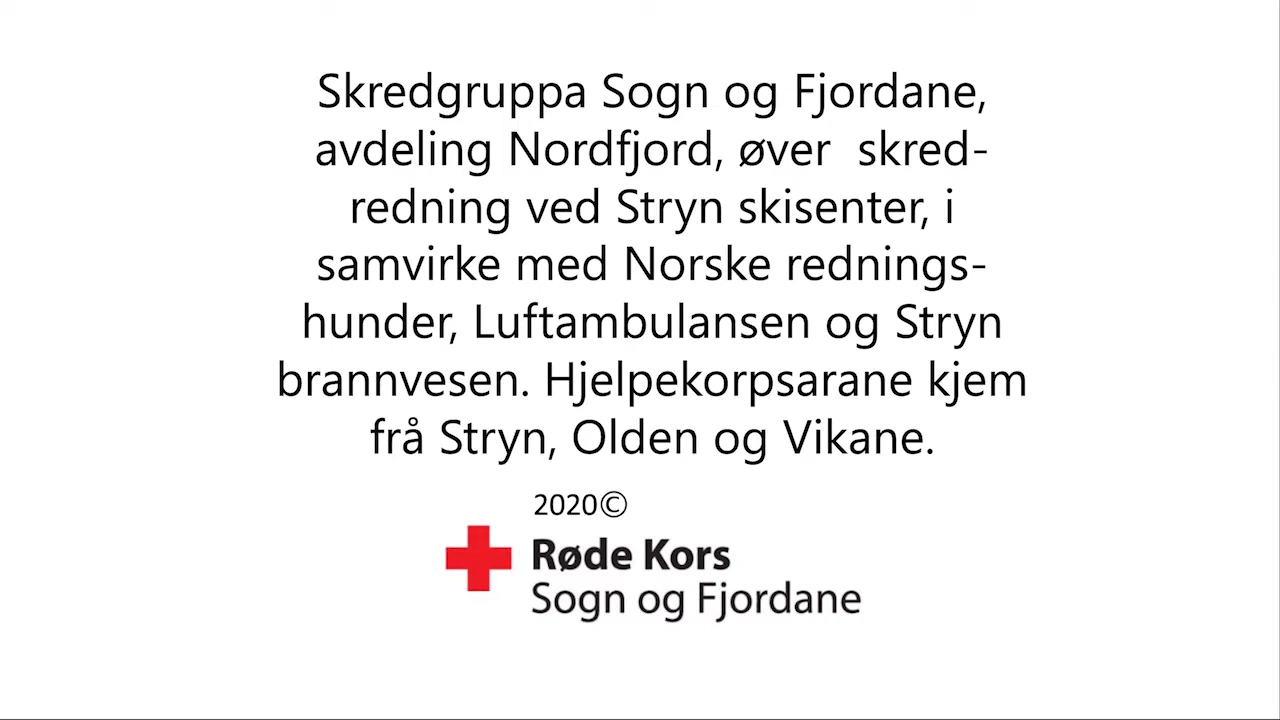 Skredgruppa Sogn og Fjordane,
avdeling Nordfjord, øver  skred-
redning ved Stryn skisenter, i
samvirke med Norske rednings-
hunder, Luftambulansen og Stryn
brannvesen. Hjelpekorpsarane kjem
frå Stryn, Olden og Vikane.
2020©
Røde Kors
Sogn og Fjordane